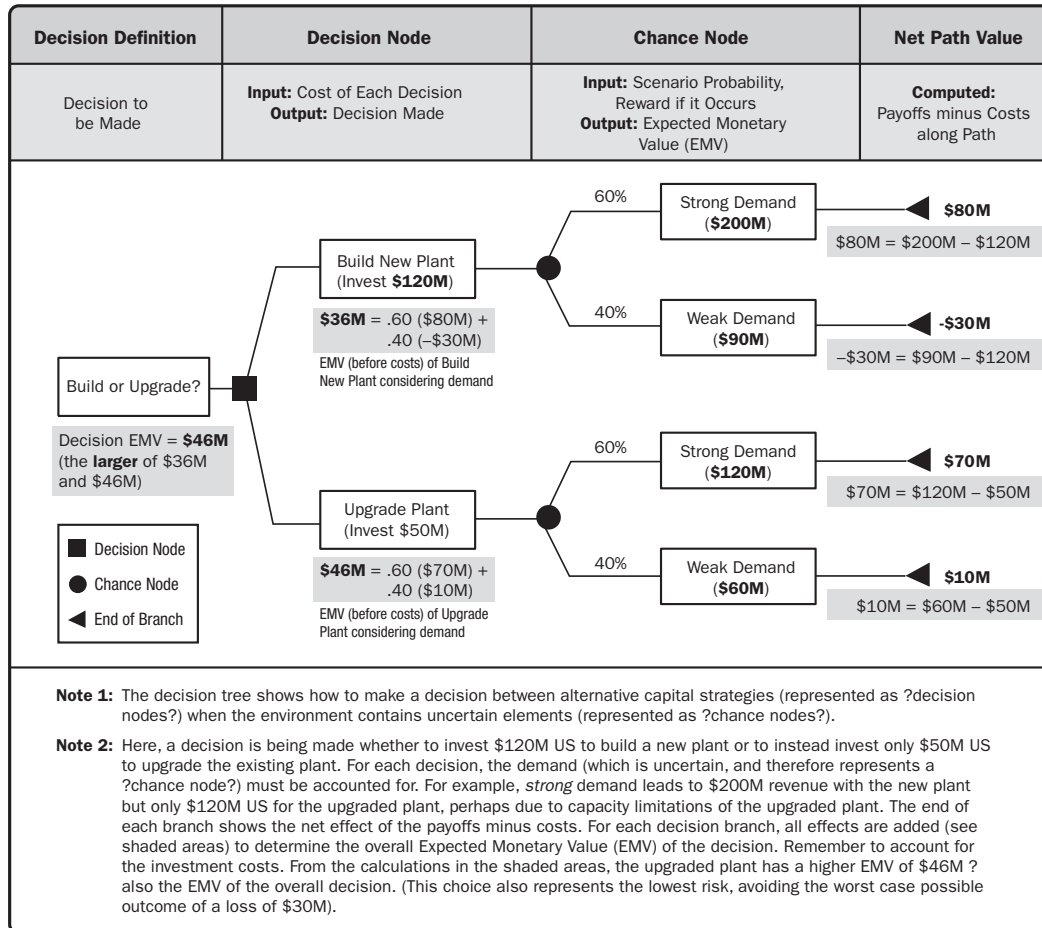 Decision Definition
Decision Node
Chance Node
Net Path Value
Decision to
be Made
Input: Cost of Each Decision
Output: Decision Made
Input: Scenario Probability,
Reward if it Occurs
Output: Expected Monetary
Value (EMV)
Computed:
Payoffs minus Costs
along Path
Build or Upgrade?
Decision EMV = $46M
(the larger of $36M
and $46M)
Build New Plant
(Invest $120M)
$36M = .60 ($80M) +
.40 (–$30M)
EMV (before costs) of Build
New Plant considering demand
60%
Strong Demand
($200M)
$80M
$80M = $200M – $120M
40%
Weak Demand
($90M)
-$30M
–$30M = $90M – $120M
Upgrade Plant
(Invest $50M)
$46M = .60 ($70M) +
.40 ($10M)
EMV (before costs) of Upgrade
Plant considering demand
60%
Strong Demand
($120M)
$70M
$70M = $120M – $50M
40%
Weak Demand
($60M)
$10M
$10M = $60M – $50M
Decision Node
Chance Node
End of Branch
Note 1: The decision tree shows how to make a decision between alternative capital strategies (represented as ?decision
nodes?) when the environment contains uncertain elements (represented as ?chance nodes?).
Note 2: Here, a decision is being made whether to invest $120M US to build a new plant or to instead invest only $50M US
to upgrade the existing plant. For each decision, the demand (which is uncertain, and therefore represents a
?chance node?) must be accounted for. For example, strong demand leads to $200M revenue with the new plant
but only $120M US for the upgraded plant, perhaps due to capacity limitations of the upgraded plant. The end of
each branch shows the net effect of the payoffs minus costs. For each decision branch, all effects are added (see
shaded areas) to determine the overall Expected Monetary Value (EMV) of the decision. Remember to account for
the investment costs. From the calculations in the shaded areas, the upgraded plant has a higher EMV of $46M ?
also the EMV of the overall decision. (This choice also represents the lowest risk, avoiding the worst case possible
outcome of a loss of $30M).